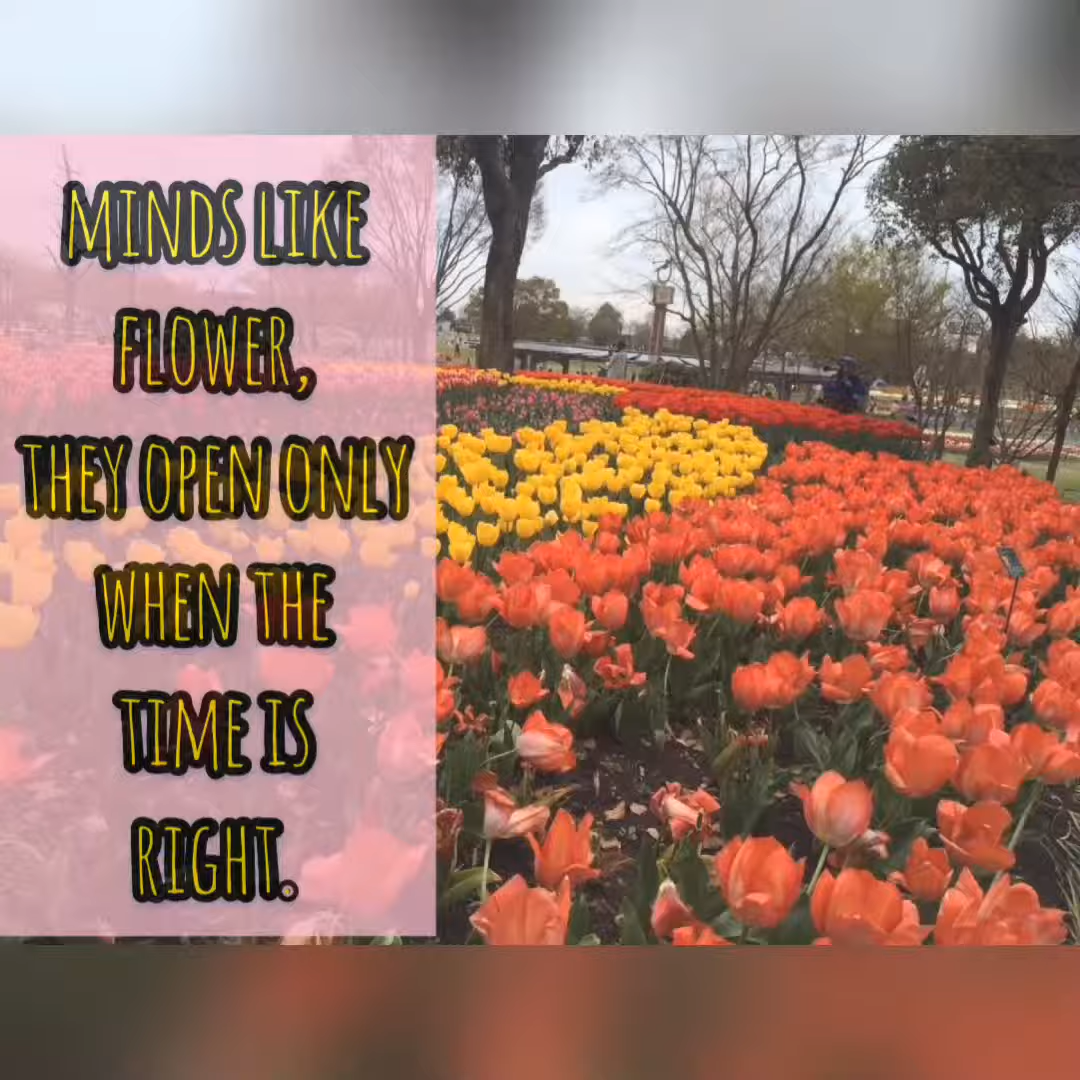 MINDS LIKE
FLOWER,
THEY OPEN ONLY
WHEN THE
TIME IS
RIGHT.